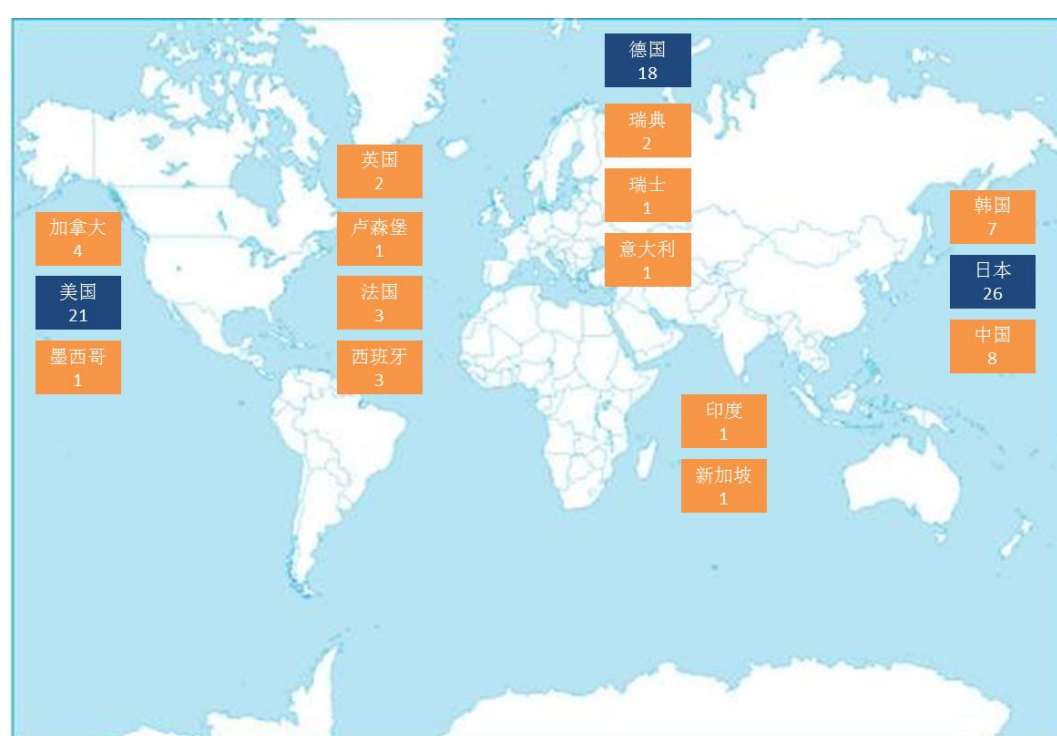 德国
18
瑞典
2
英国
2
瑞士
1
韩国
7
加拿大
4
卢森堡
1
意大利
1
日本
26
美国
21
法国
3
中国
8
墨西哥
1
西班牙
3
印度
1
新加坡
1